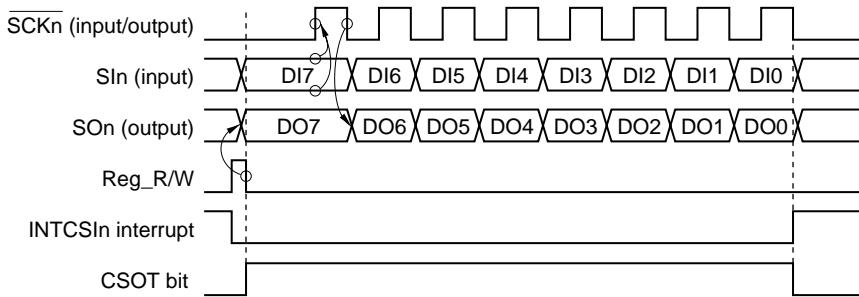 SCKn (input/output)
SIn (input) DI7 DI6 DI5 DI4 DI3 DI2 DI1 DI0
SOn (output) DO7 DO6 DO5 DO4 DO3 DO2 DO1 DO0
Reg_R/W
INTCSIn interrupt
CSOT bit